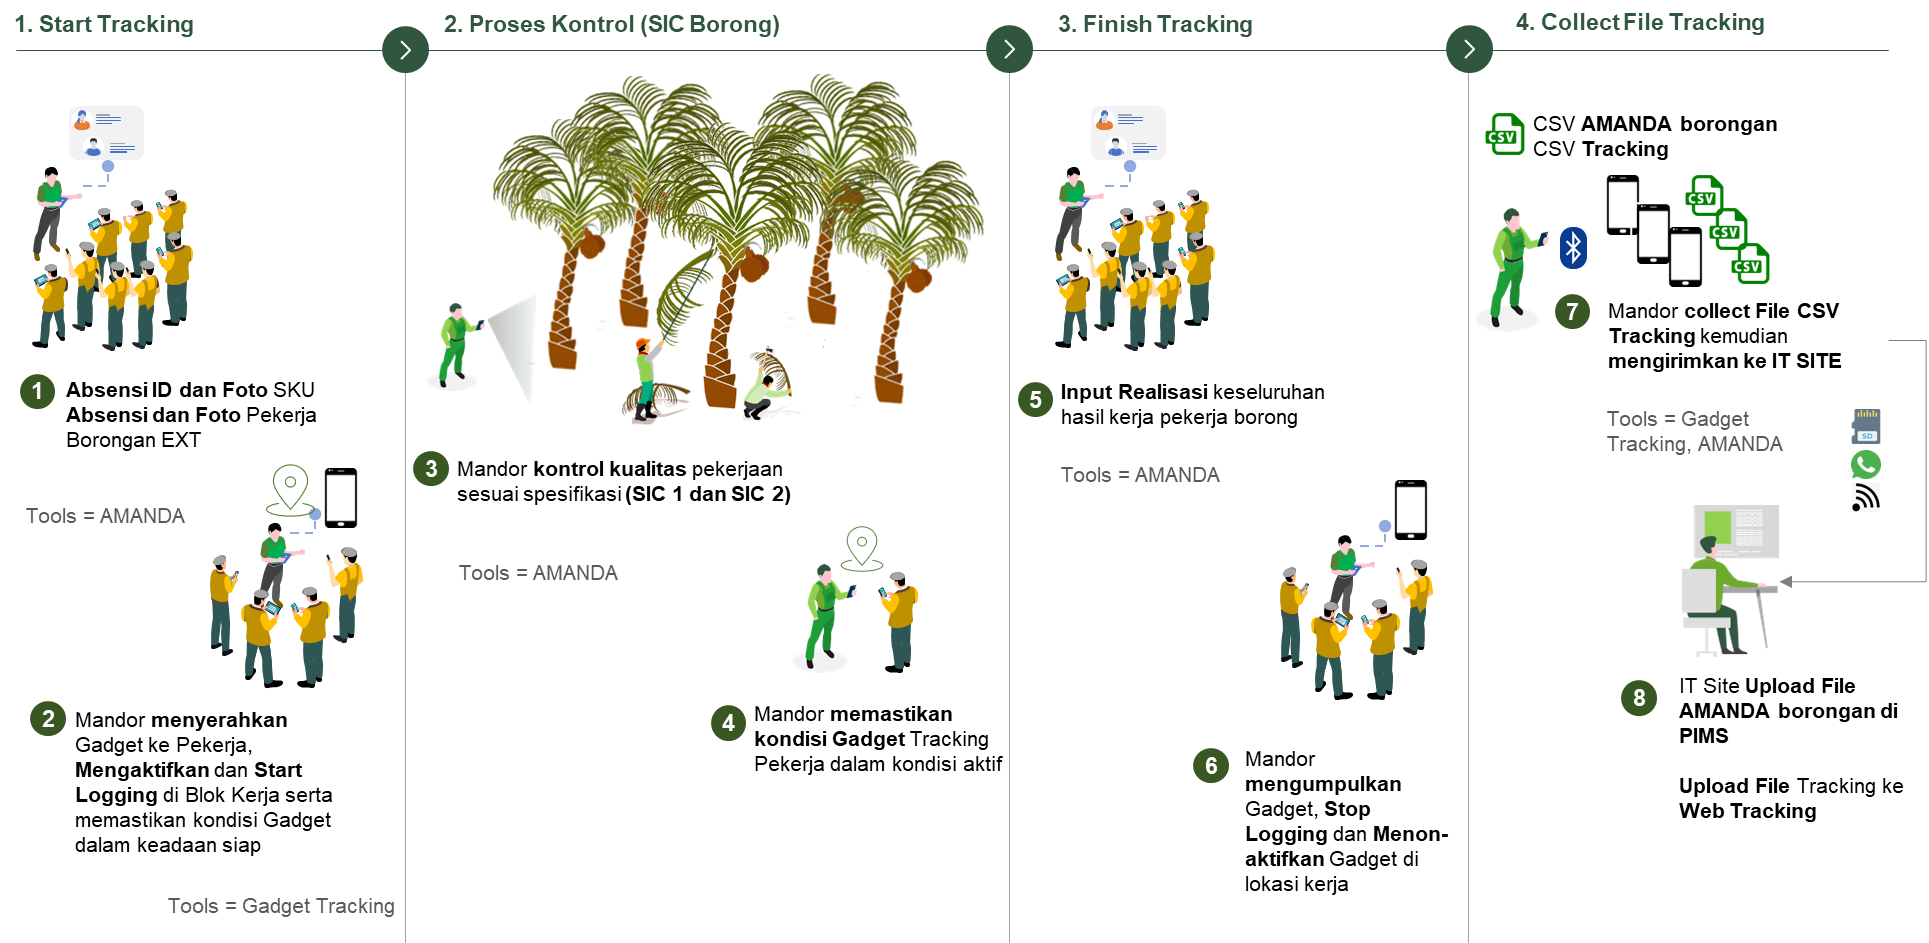 1. Start Tracking
2. Proses Kontrol (SIC Borong)
3. Finish Tracking
4. Collect File Tracking
1
Absensi ID dan Foto SKU
Absensi dan Foto Pekerja
Borongan EXT
Tools = AMANDA
2
Mandor menyerahkan
Gadget ke Pekerja,
Mengaktifkan dan Start
Logging di Blok Kerja serta
memastikan kondisi Gadget
dalam keadaan siap
Tools = Gadget Tracking
3
Mandor kontrol kualitas pekerjaan
sesuai spesifikasi (SIC 1 dan SIC 2)
Tools = AMANDA
4
Mandor memastikan
kondisi Gadget Tracking
Pekerja dalam kondisi aktif
5
Input Realisasi keseluruhan
hasil kerja pekerja borong
Tools = AMANDA
6
Mandor
mengumpulkan
Gadget, Stop
Logging dan Menon-
aktifkan Gadget di
lokasi kerja
CSV
CSV AMANDA borongan
CSV Tracking
CSV
CSV
CSV
7
Mandor collect File CSV
Tracking kemudian
mengirimkan ke IT SITE
Tools = Gadget
Tracking, AMANDA
SD
8
IT Site Upload File
AMANDA borongan di
PIMS
Upload File Tracking ke
Web Tracking